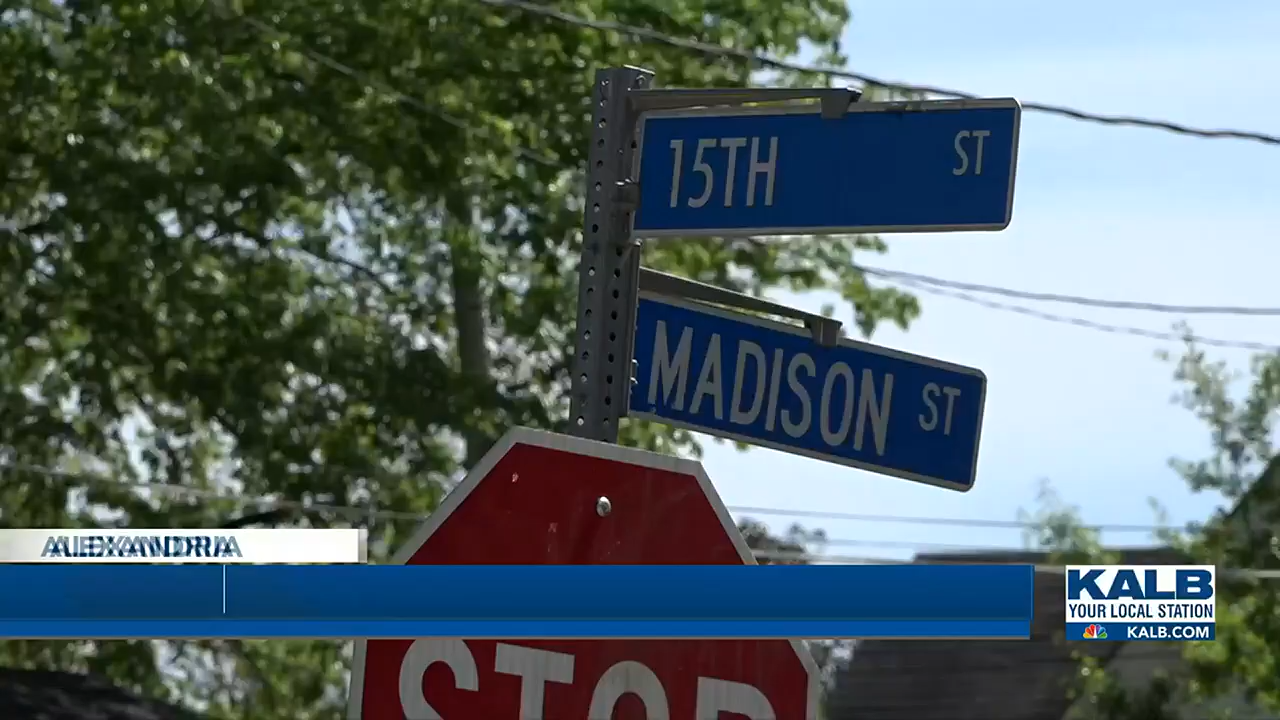 15TH ST
MADISON ST
ALEXANDRIA
KALB
YOUR LOCAL STATION
KALB.COM
STOP